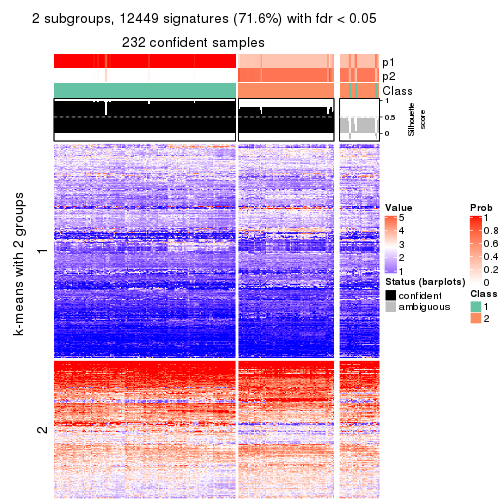 2 subgroups, 12449 signatures (71.6%) with fdr < 0.05
232 confident samples
p1
p2
Class
1
0.5
0
Silhouette
score
k-means with 2 groups
1
2
Value
5
4
3
2
1
Status (barplots)
confident
ambiguous
Prob
1
0.8
0.6
0.4
0.2
0
Class
1
2